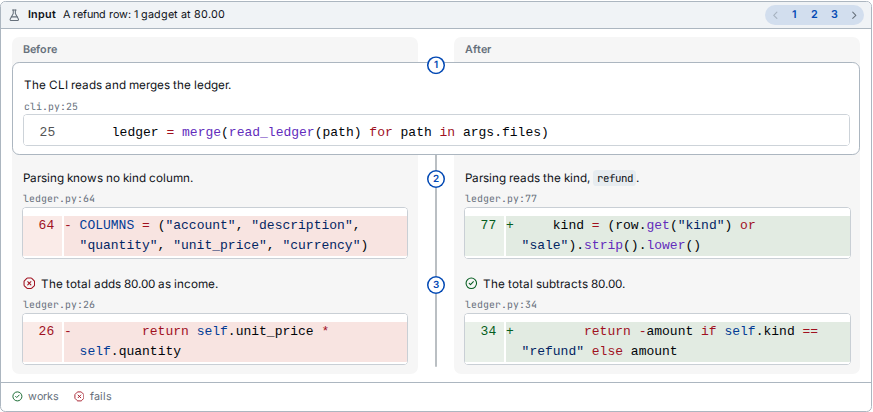 Input A refund row: 1 gadget at 80.00
1 2 3
Before
After
1
The CLI reads and merges the ledger.
cli.py:25
25 ledger = merge(read_ledger(path) for path in args.files)
2
Parsing knows no kind column.
ledger.py:64
64 - COLUMNS = ("account", "description",
"quantity", "unit_price", "currency")
Parsing reads the kind, refund.
ledger.py:77
77 + kind = (row.get("kind") or
"sale").strip().lower()
3
The total adds 80.00 as income.
ledger.py:26
26 - return self.unit_price *
self.quantity
The total subtracts 80.00.
ledger.py:34
34 + return -amount if self.kind ==
"refund" else amount
works fails